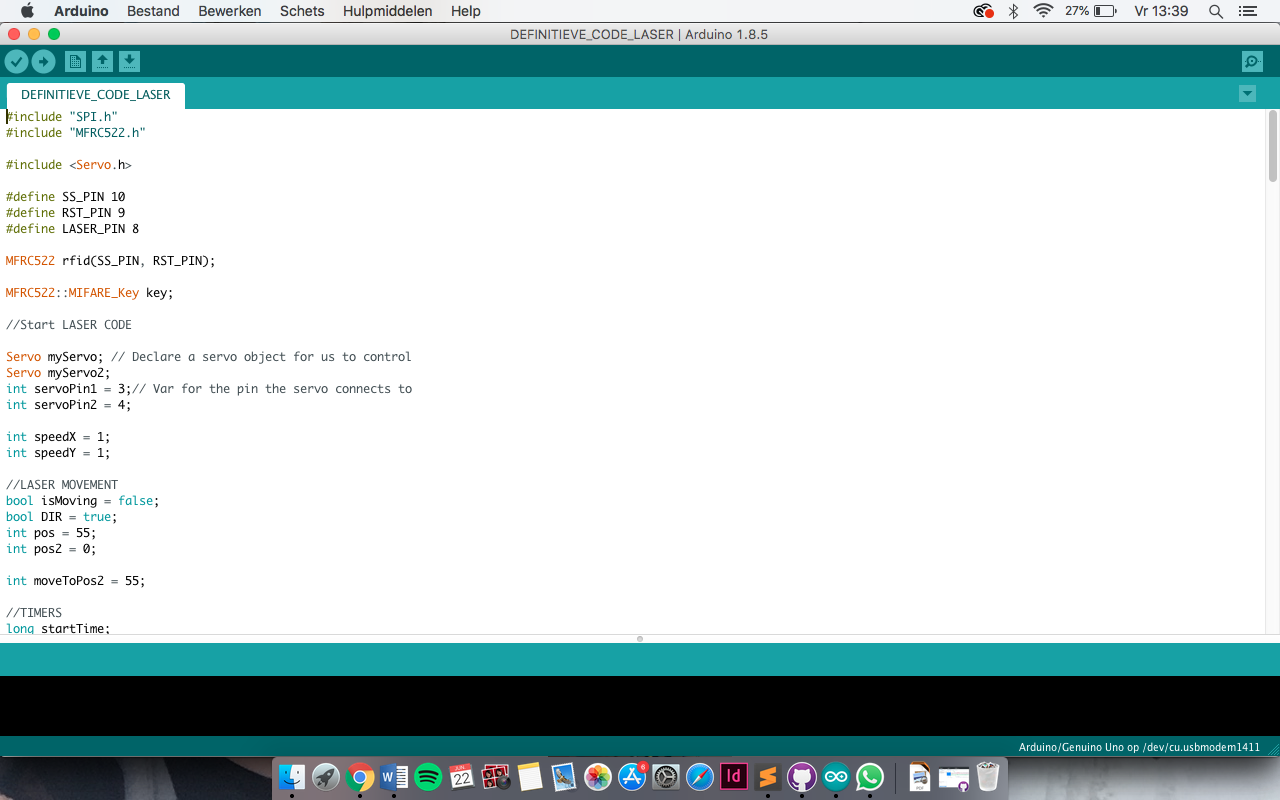 Arduino Bestand Bewerken Schets Hulpmiddelen Help 27% Vr 13:39
DEFINITIEVE_CODE_LASER | Arduino 1.8.5
DEFINITIEVE_CODE_LASER
#include "SPI.h"
#include "MFRC522.h"
#include <Servo.h>
#define SS_PIN 10
#define RST_PIN 9
#define LASER_PIN 8
MFRC522 rfid(SS_PIN, RST_PIN);
MFRC522::MIFARE_Key key;
//Start LASER CODE
Servo myServo; // Declare a servo object for us to control
Servo myServo2;
int servoPin1 = 3;// Var for the pin the servo connects to
int servoPin2 = 4;
int speedX = 1;
int speedY = 1;
//LASER MOVEMENT
bool isMoving = false;
bool DIR = true;
int pos = 55;
int pos2 = 0;
int moveToPos2 = 55;
//TIMERS
long startTime;
Arduino/Genuino Uno op /dev/cu.usbmodem1411
W
JUN
22
6
Id
PDF